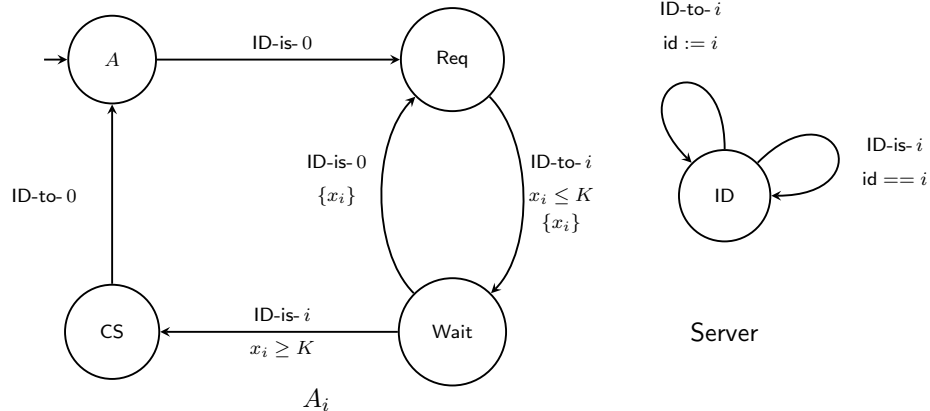 ID-to- i
id := i
A
ID-is- 0
Req
ID-to- 0
ID-is- 0
{x_i}
ID-to- i
x_i ≤ K
{x_i}
ID
ID-is- i
id == i
CS
ID-is- i
x_i ≥ K
Wait
Server
A_i